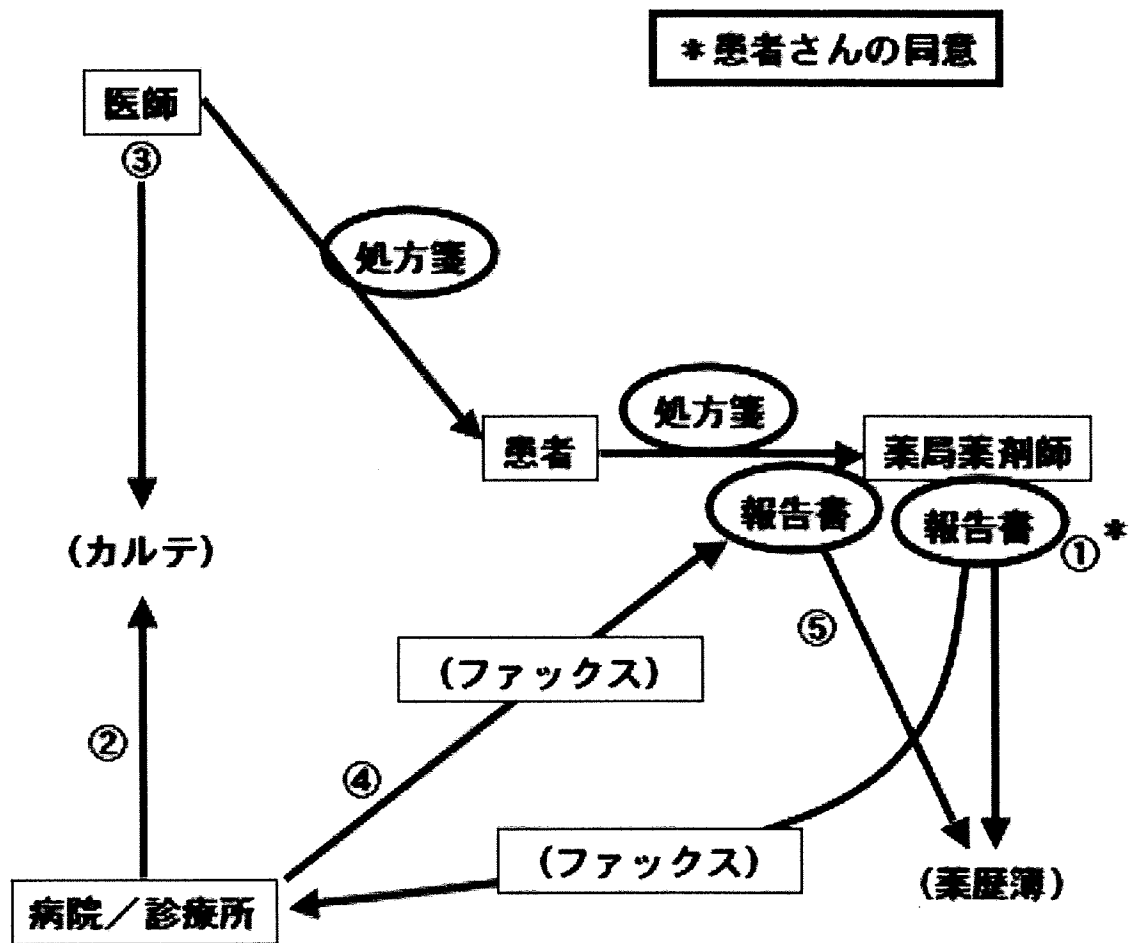 *患者さんの同意
医師
③
処方箋
処方箋
患者
薬局薬剤師
報告書
報告書
①*
(カルテ)
⑤
(ファックス)
②
④
(ファックス)
(薬歴簿)
病院／診療所